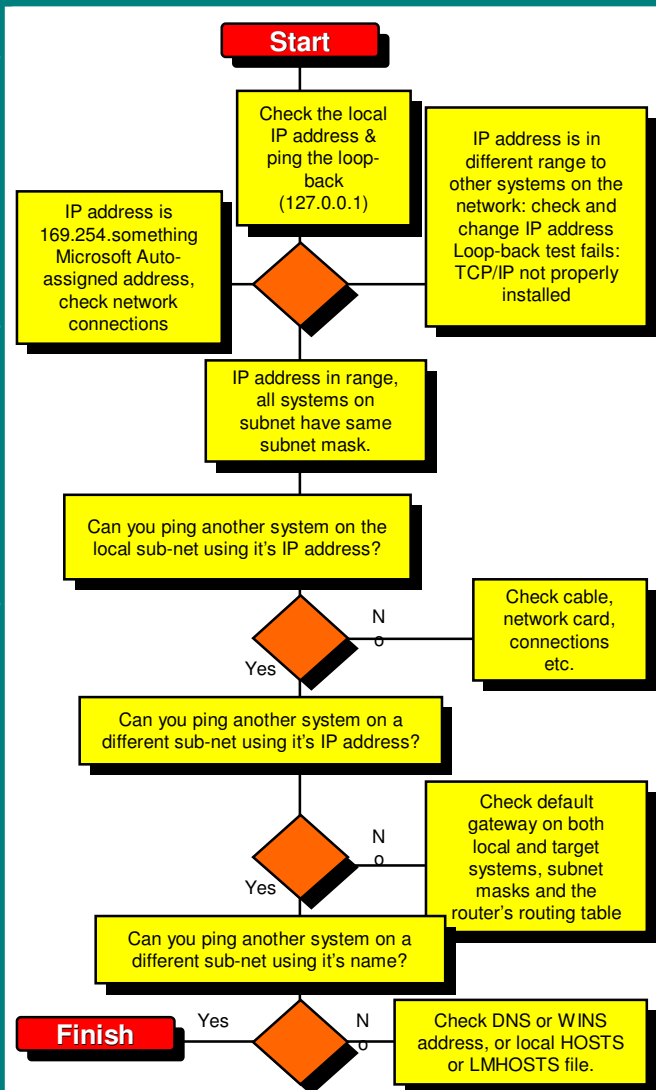 Start
Check the local
IP address &
ping the loop-
back
(127.0.0.1)
IP address is in
different range to
other systems on the
network: check and
change IP address
Loop-back test fails:
TCP/IP not properly
installed
IP address is
169.254.something
Microsoft Auto-
assigned address,
check network
connections
IP address in range,
all systems on
subnet have same
subnet mask.
Can you ping another system on the
local sub-net using it's IP address?
N
o
Yes
Check cable,
network card,
connections
etc.
Can you ping another system on a
different sub-net using it's IP address?
N
o
Yes
Check default
gateway on both
local and target
systems, subnet
masks and the
router's routing table
Can you ping another system on a
different sub-net using it's name?
Finish
Yes
N
o
Check DNS or WINS
address, or local HOSTS
or LMHOSTS file.